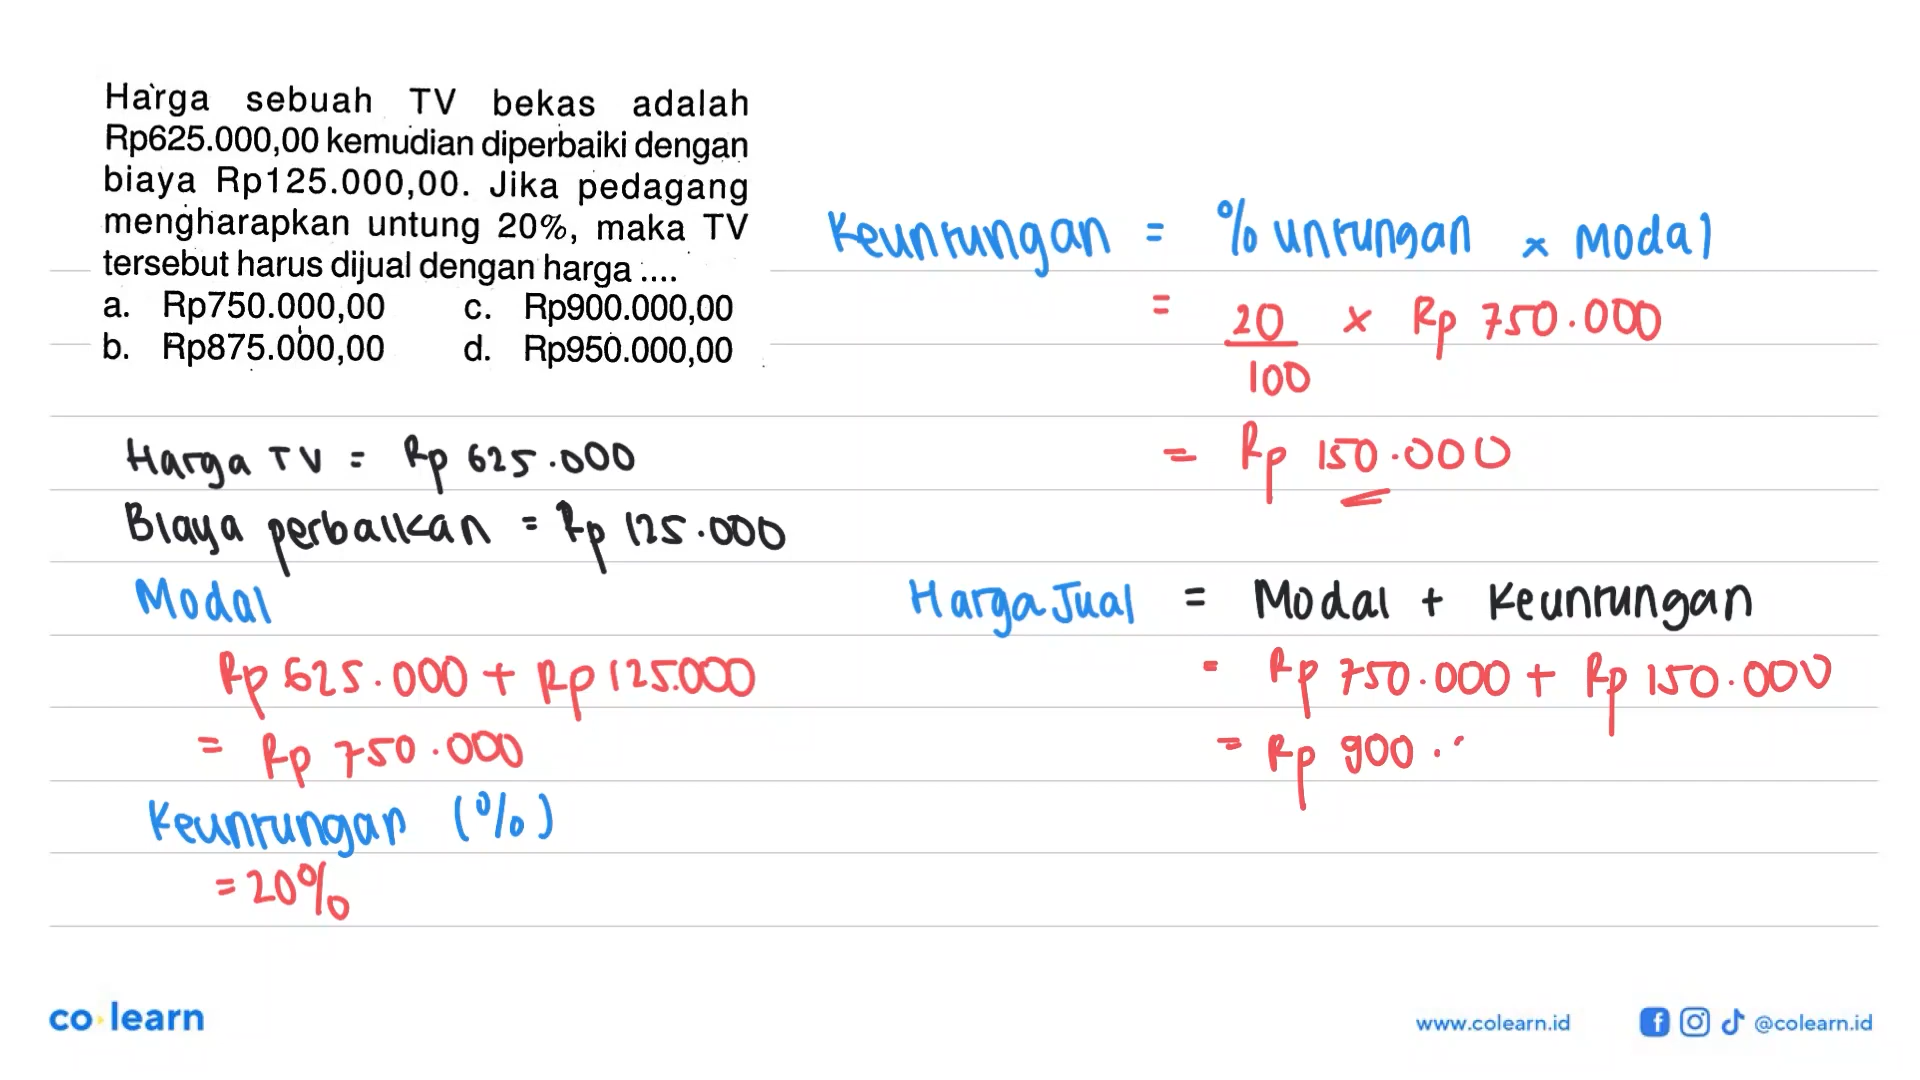 Harga sebuah TV bekas adalah
Rp625.000,00 kemudian diperbaiki dengan
biaya Rp125.000,00. Jika pedagang
mengharapkan untung 20%, maka TV
tersebut harus dijual dengan harga ....
a. Rp750.000,00 c. Rp900.000,00
b. Rp875.000,00 d. Rp950.000,00
Harga TV = Rp 625.000
Biaya perbaikan = Rp 125.000
Modal
Rp 625.000 + Rp 125.000
= Rp 750.000
Keuntungan (%)
= 20%
Keuntungan = % untungan × Modal
= 20/100 × Rp 750.000
= Rp 150.000
Harga Jual = Modal + Keuntungan
= Rp 750.000 + Rp 150.000
= Rp 900.
co learn
www.colearn.id @colearn.id